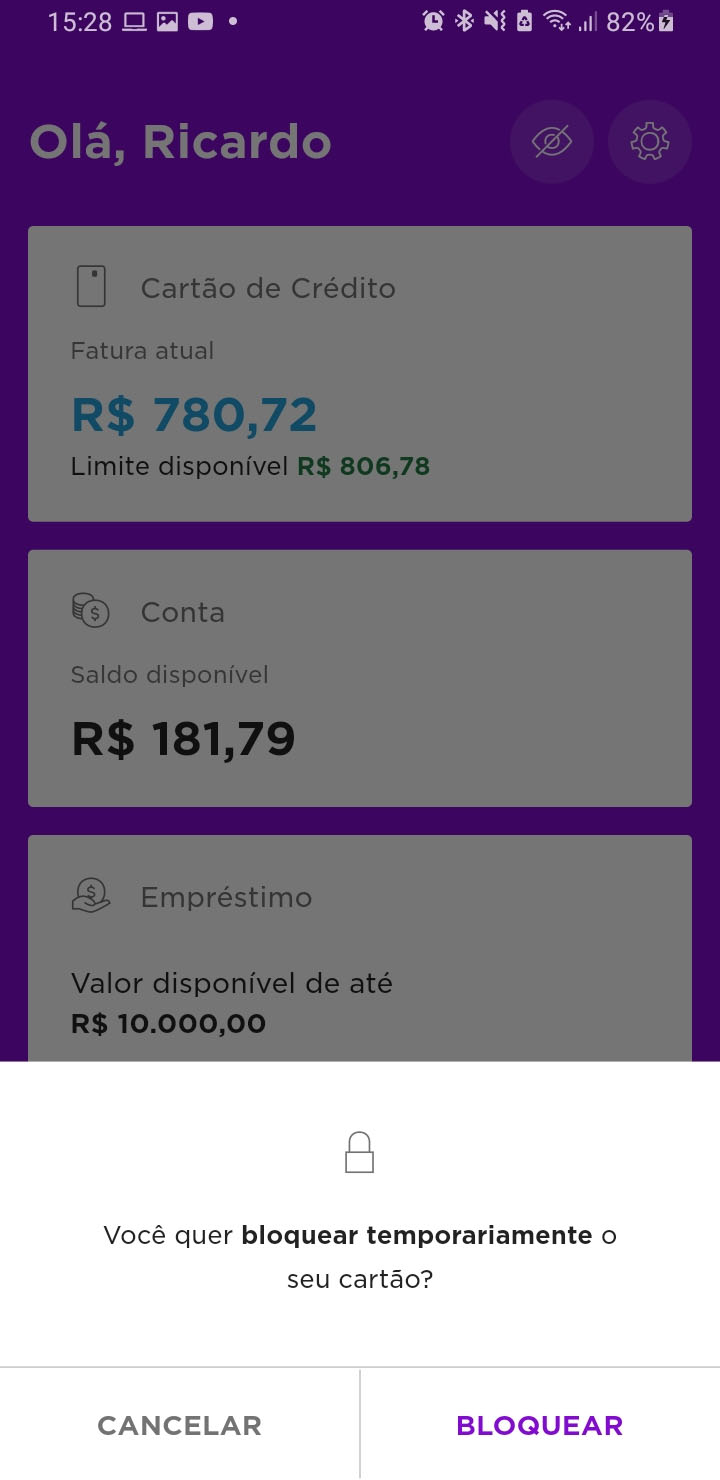 15:28
82%
Olá, Ricardo
Cartão de Crédito
Fatura atual
R$ 780,72
Limite disponível R$ 806,78
Conta
Saldo disponível
R$ 181,79
Empréstimo
Valor disponível de até
R$ 10.000,00
Você quer bloquear temporariamente o
seu cartão?
CANCELAR
BLOQUEAR